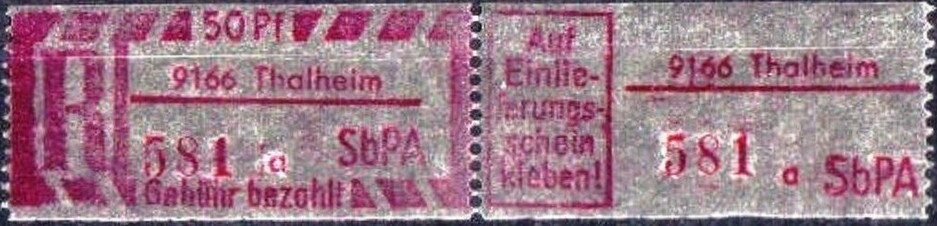 50 Pf
R
9166 Thalheim
581 a SbPA
Gebühr bezahlt
Auf
Einlie-
ferungs-
schein
kleben!
9166 Thalheim
581 a SbPA